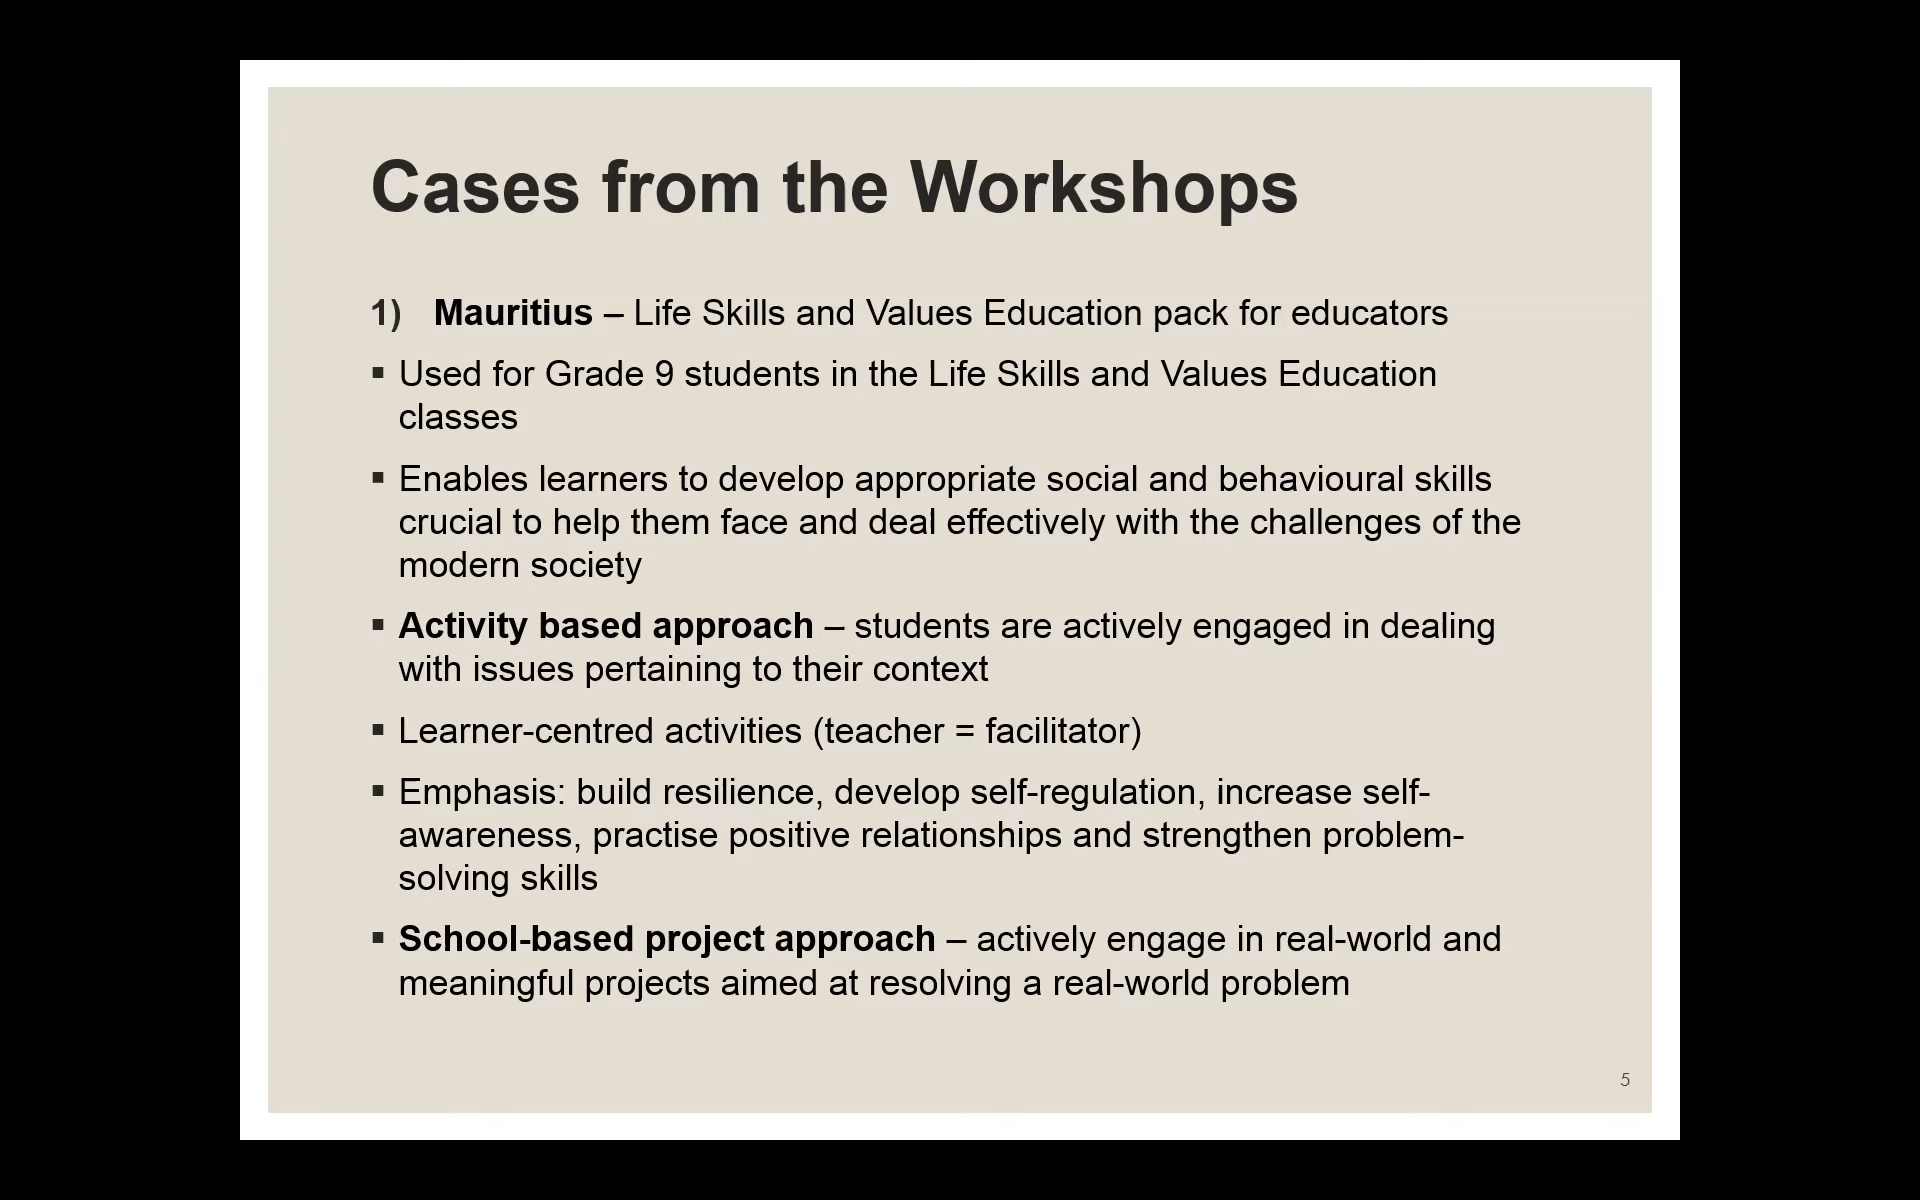 Cases from the Workshops
1) Mauritius – Life Skills and Values Education pack for educators
▪ Used for Grade 9 students in the Life Skills and Values Education
classes
▪ Enables learners to develop appropriate social and behavioural skills
crucial to help them face and deal effectively with the challenges of the
modern society
▪ Activity based approach – students are actively engaged in dealing
with issues pertaining to their context
▪ Learner-centred activities (teacher = facilitator)
▪ Emphasis: build resilience, develop self-regulation, increase self-
awareness, practise positive relationships and strengthen problem-
solving skills
▪ School-based project approach – actively engage in real-world and
meaningful projects aimed at resolving a real-world problem
5